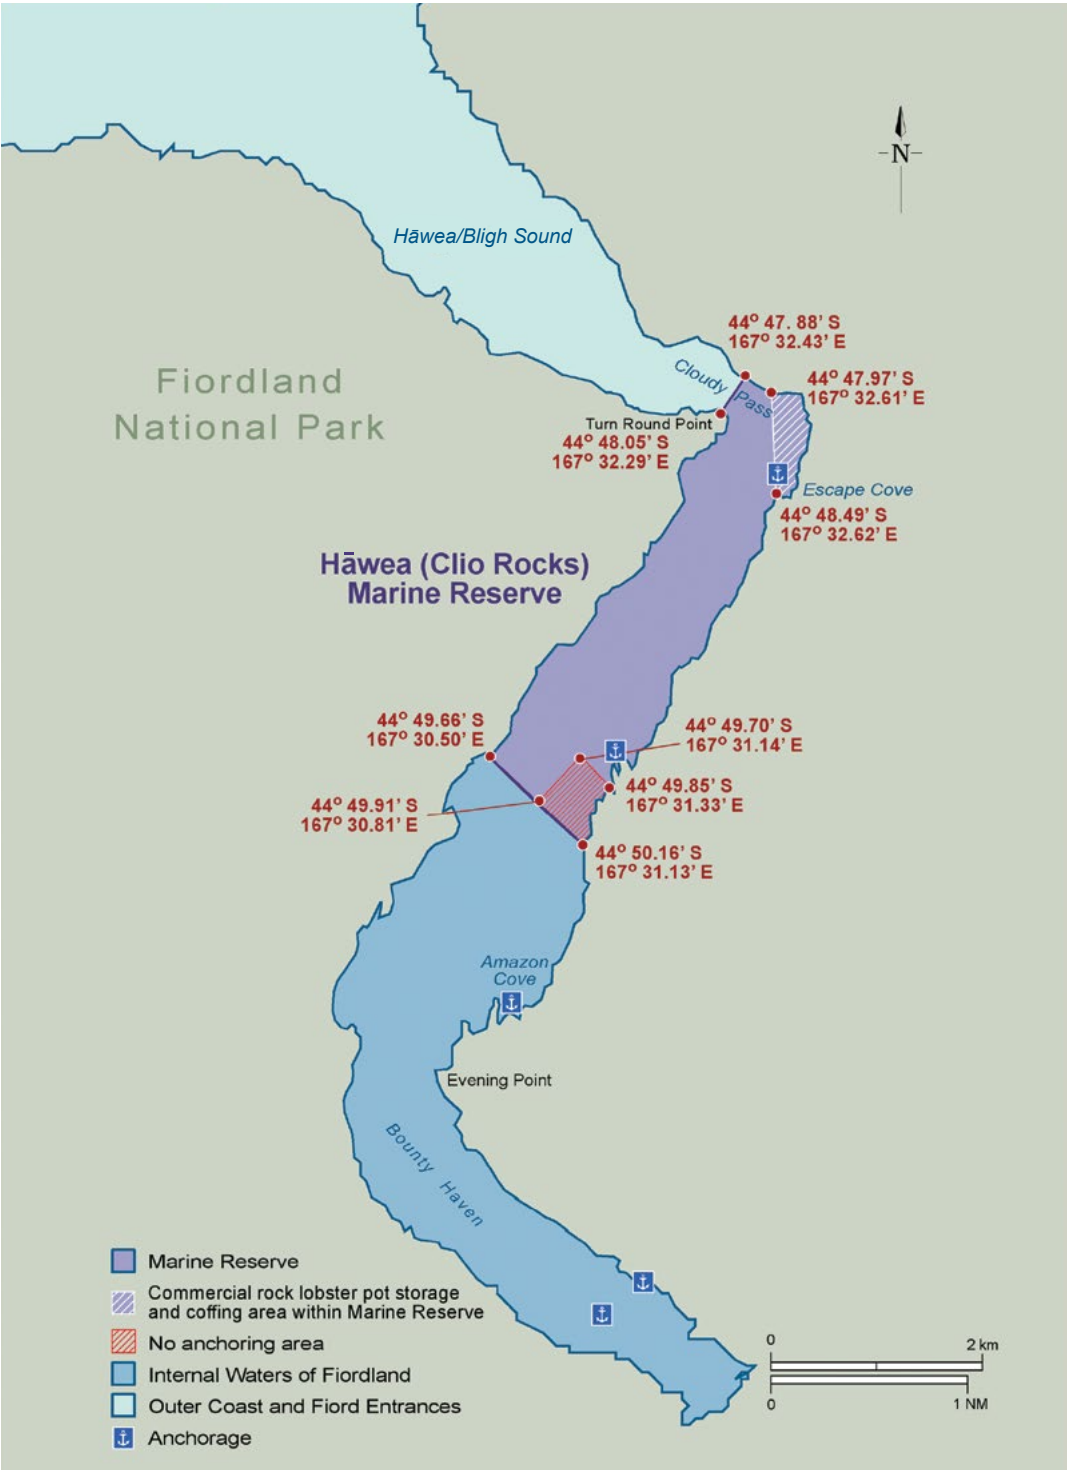 N
Hāwea/Bligh Sound
44° 47. 88’ S
167° 32.43’ E
Cloudy Pass
44° 47.97’ S
167° 32.61’ E
Fiordland
National Park
Turn Round Point
44° 48.05’ S
167° 32.29’ E
Escape Cove
44° 48.49’ S
167° 32.62’ E
Hāwea (Clio Rocks)
Marine Reserve
44° 49.66’ S
167° 30.50’ E
44° 49.70’ S
167° 31.14’ E
44° 49.85’ S
167° 31.33’ E
44° 49.91’ S
167° 30.81’ E
44° 50.16’ S
167° 31.13’ E
Amazon
Cove
Evening Point
Bounty Haven
Marine Reserve
Commercial rock lobster pot storage
and coffing area within Marine Reserve
No anchoring area
Internal Waters of Fiordland
Outer Coast and Fiord Entrances
Anchorage
0 2 km
0 1 NM